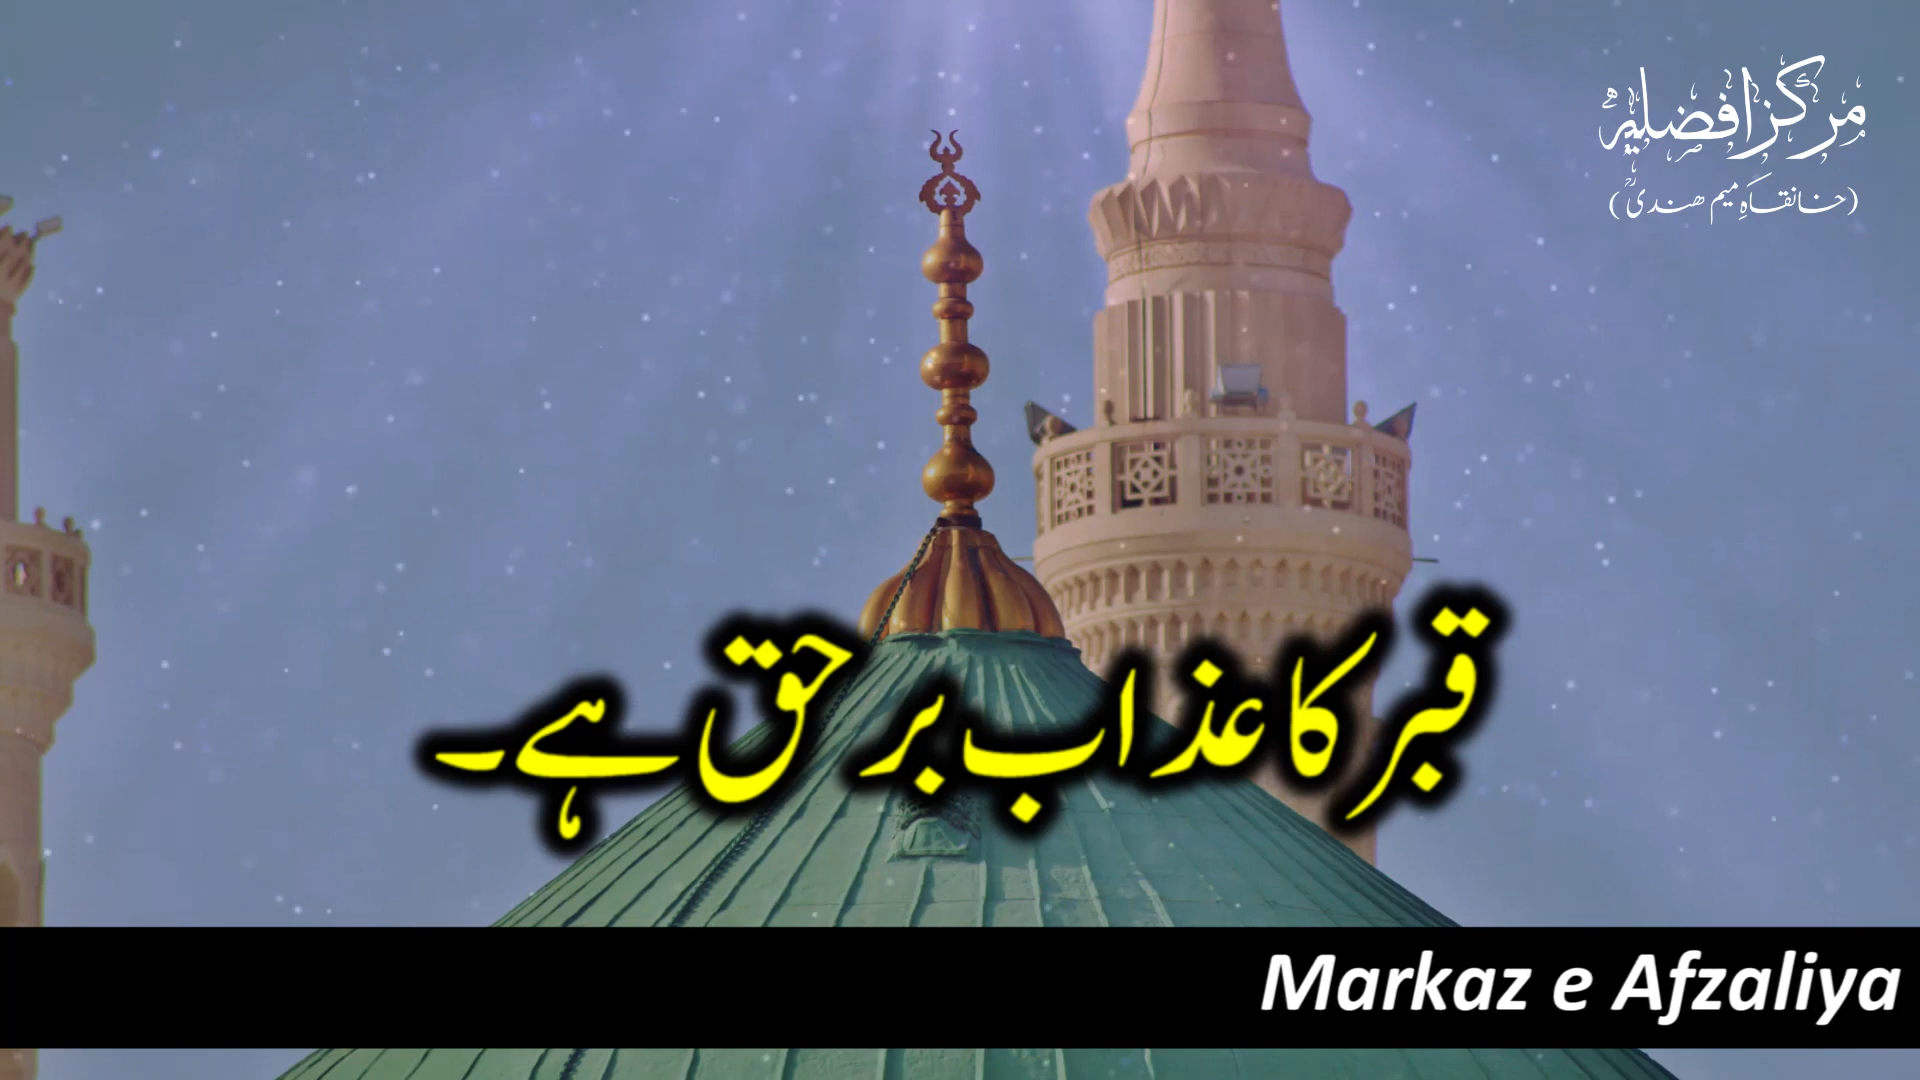 مرکز افضلیہ
(خانقاہِ میم ھندیؒ)
قبر کا عذاب برحق ہے۔
Markaz e Afzaliya